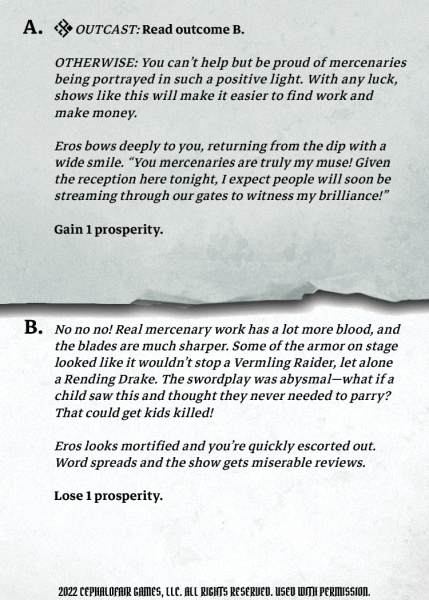 A. OUTCAST: Read outcome B.
OTHERWISE: You can't help but be proud of mercenaries
being portrayed in such a positive light. With any luck,
shows like this will make it easier to find work and
make money.
Eros bows deeply to you, returning from the dip with a
wide smile. “You mercenaries are truly my muse! Given
the reception here tonight, I expect people will soon be
streaming through our gates to witness my brilliance!”
Gain 1 prosperity.
B. No no no! Real mercenary work has a lot more blood, and
the blades are much sharper. Some of the armor on stage
looked like it wouldn't stop a Vermling Raider, let alone
a Rending Drake. The swordplay was abysmal—what if a
child saw this and thought they never needed to parry?
That could get kids killed!
Eros looks mortified and you're quickly escorted out.
Word spreads and the show gets miserable reviews.
Lose 1 prosperity.
2022 CEPHALOFAIR GAMES, LLC. ALL RIGHTS RESERVED. USED WITH PERMISSION.